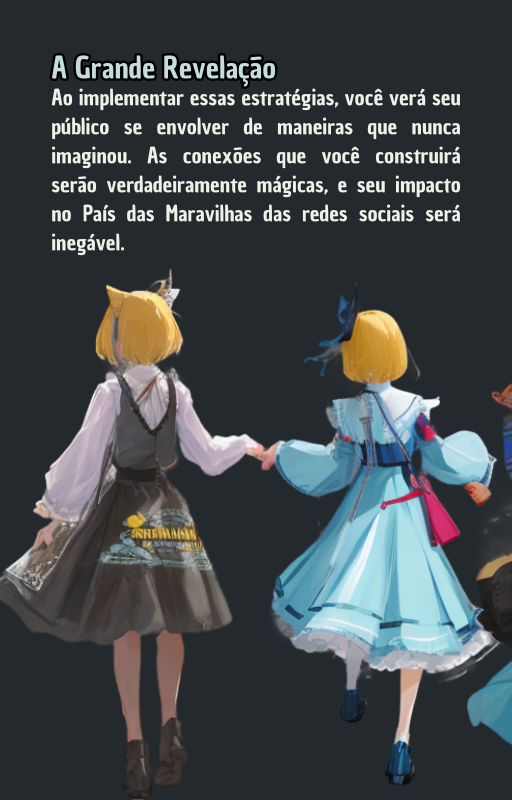 A Grande Revelação
Ao implementar essas estratégias, você verá seu
público se envolver de maneiras que nunca
imaginou. As conexões que você construirá
serão verdadeiramente mágicas, e seu impacto
no País das Maravilhas das redes sociais será
inegável.